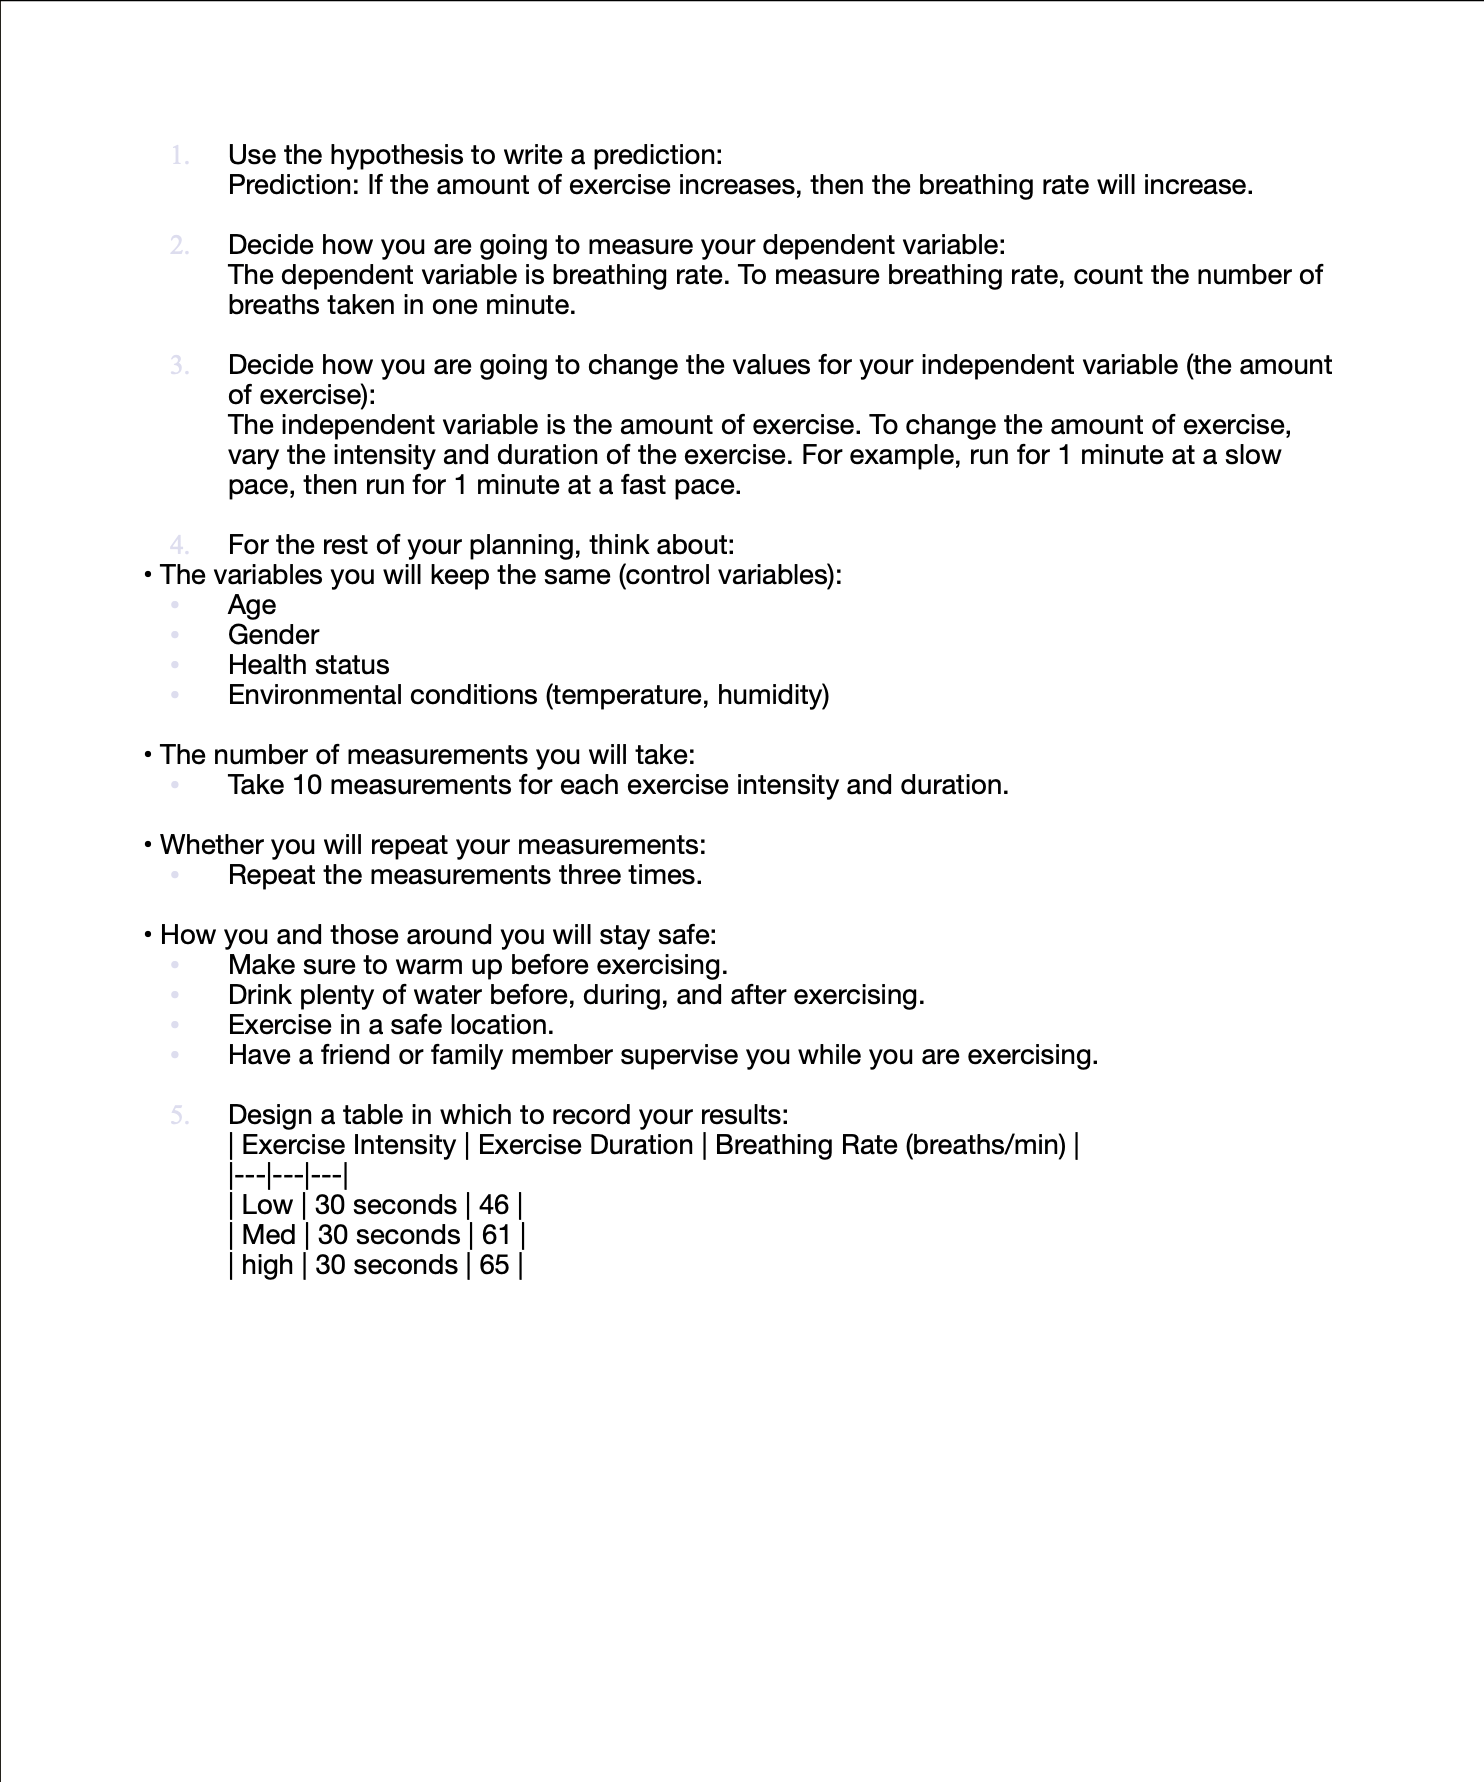 1. Use the hypothesis to write a prediction:
Prediction: If the amount of exercise increases, then the breathing rate will increase.
2. Decide how you are going to measure your dependent variable:
The dependent variable is breathing rate. To measure breathing rate, count the number of
breaths taken in one minute.
3. Decide how you are going to change the values for your independent variable (the amount
of exercise):
The independent variable is the amount of exercise. To change the amount of exercise,
vary the intensity and duration of the exercise. For example, run for 1 minute at a slow
pace, then run for 1 minute at a fast pace.
4. For the rest of your planning, think about:
• The variables you will keep the same (control variables):
• Age
• Gender
• Health status
• Environmental conditions (temperature, humidity)
• The number of measurements you will take:
• Take 10 measurements for each exercise intensity and duration.
• Whether you will repeat your measurements:
• Repeat the measurements three times.
• How you and those around you will stay safe:
• Make sure to warm up before exercising.
• Drink plenty of water before, during, and after exercising.
• Exercise in a safe location.
• Have a friend or family member supervise you while you are exercising.
5. Design a table in which to record your results:
| Exercise Intensity | Exercise Duration | Breathing Rate (breaths/min) |
|---|---|---|
| Low | 30 seconds | 46 |
| Med | 30 seconds | 61 |
| high | 30 seconds | 65 |